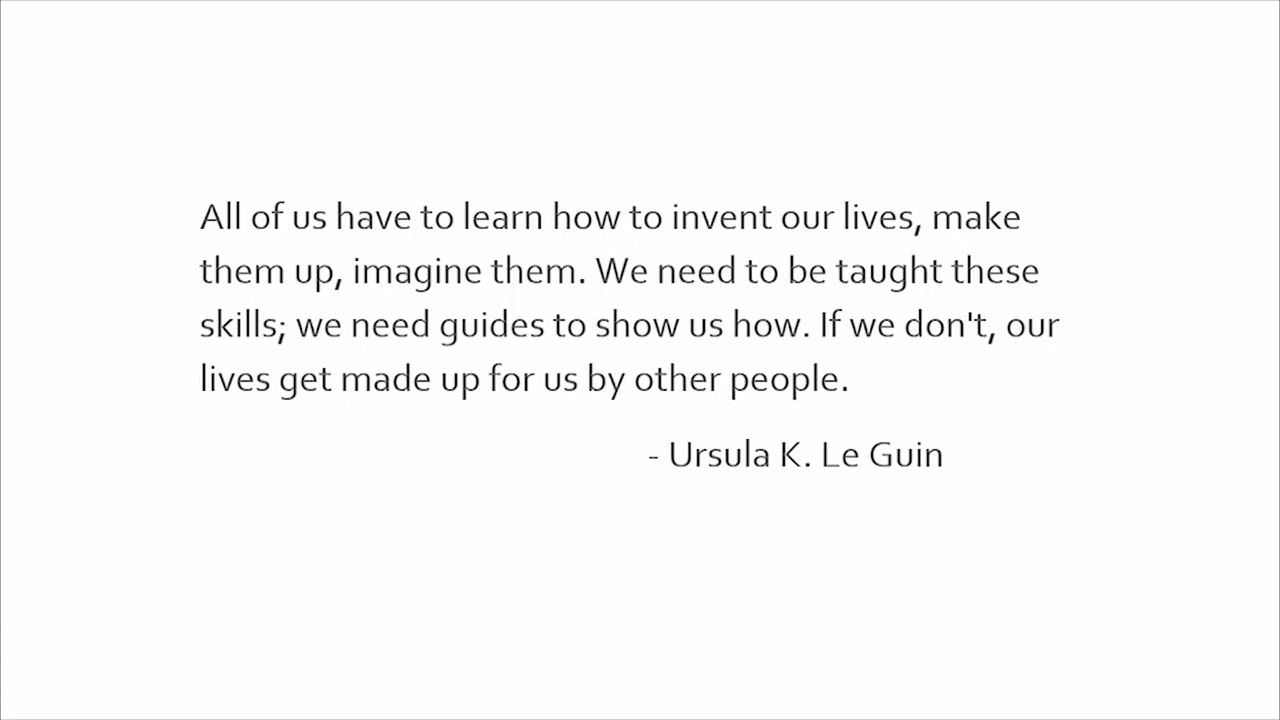 All of us have to learn how to invent our lives, make
them up, imagine them. We need to be taught these
skills; we need guides to show us how. If we don't, our
lives get made up for us by other people.
- Ursula K. Le Guin